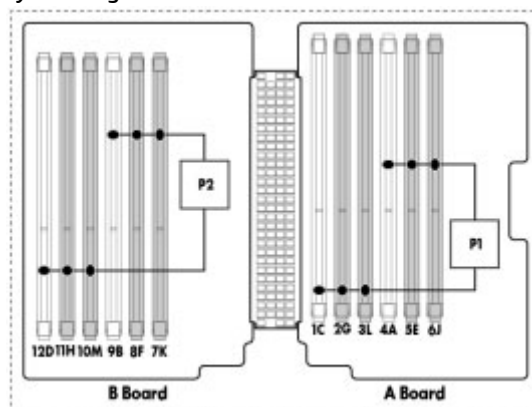 P2
P1
12D 11H 10M 9B 8F 7K
1C 2G 3L 4A 5E 6J
B Board
A Board